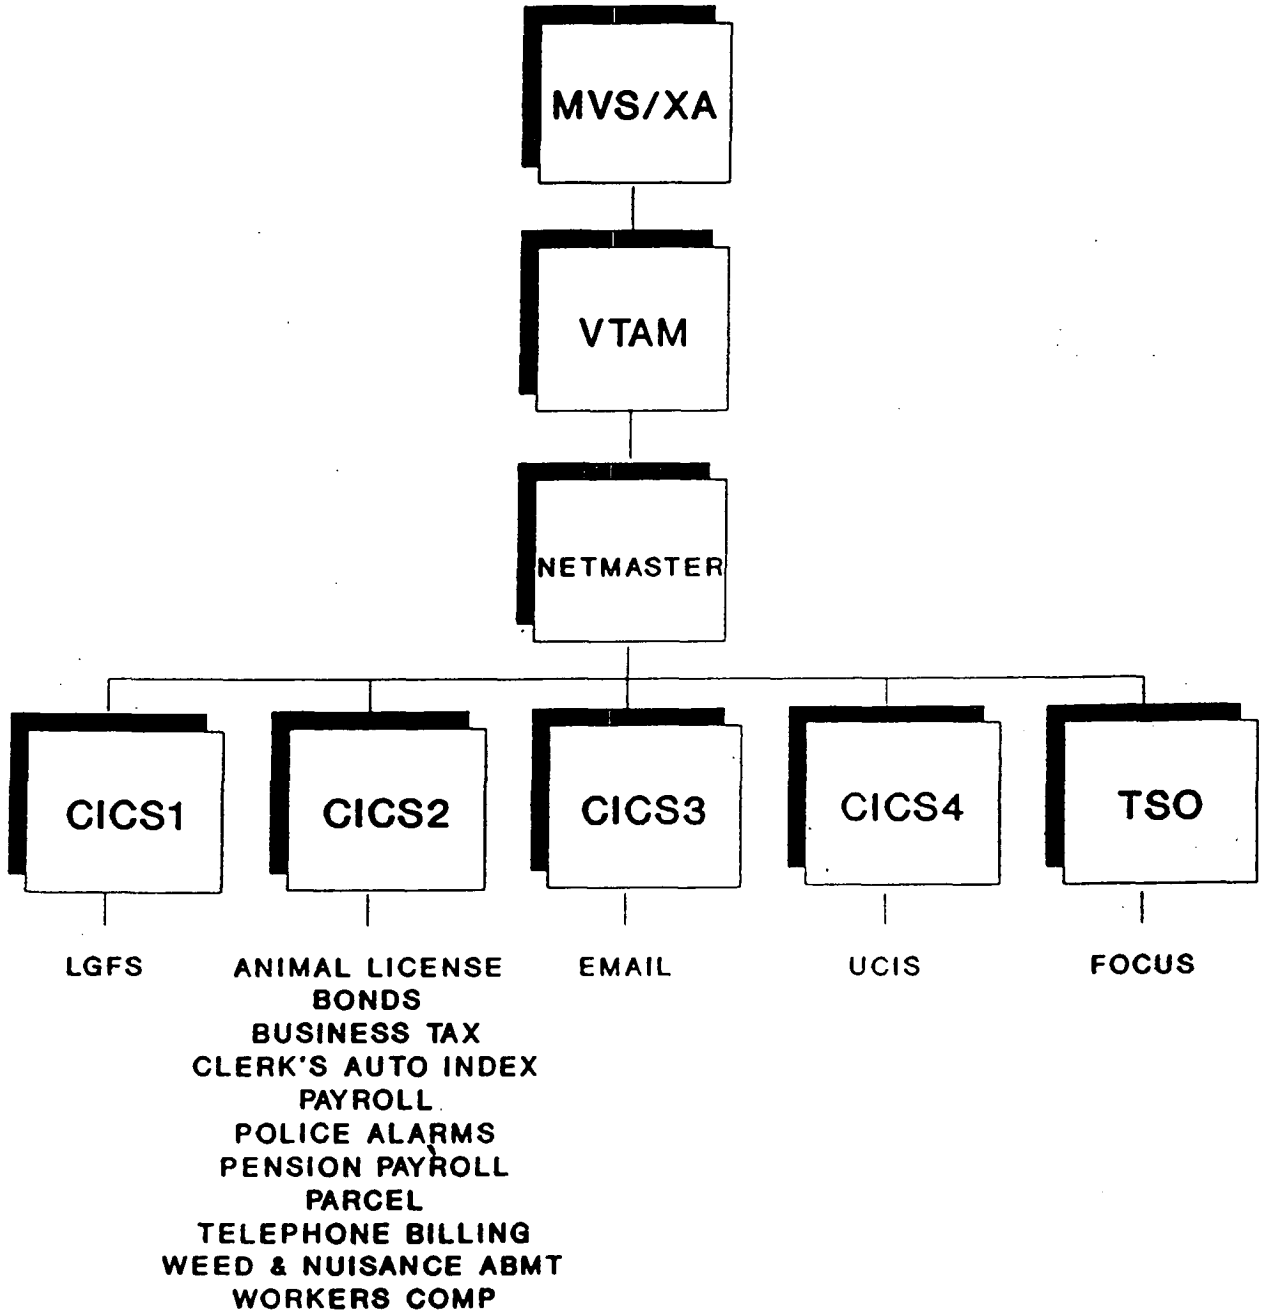 MVS/XA
VTAM
NETMASTER
CICS1
CICS2
CICS3
CICS4
TSO
LGFS
ANIMAL LICENSE
BONDS
BUSINESS TAX
CLERK'S AUTO INDEX
PAYROLL
POLICE ALARMS
PENSION PAYROLL
PARCEL
TELEPHONE BILLING
WEED & NUISANCE ABMT
WORKERS COMP
EMAIL
UCIS
FOCUS